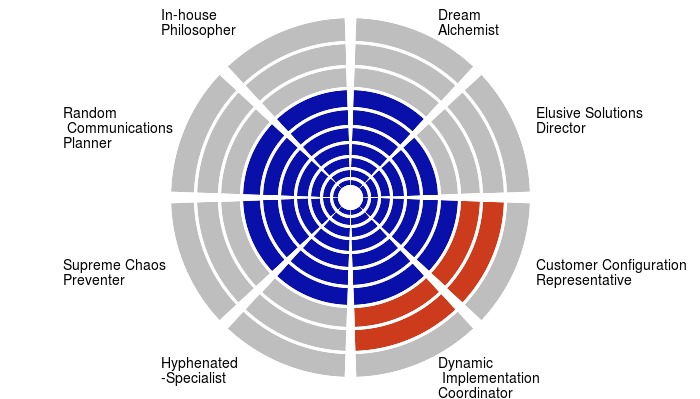 In-house
Philosopher
Dream
Alchemist
Random
Communications
Planner
Elusive Solutions
Director
Supreme Chaos
Preventer
Customer Configuration
Representative
Hyphenated
-Specialist
Dynamic
Implementation
Coordinator